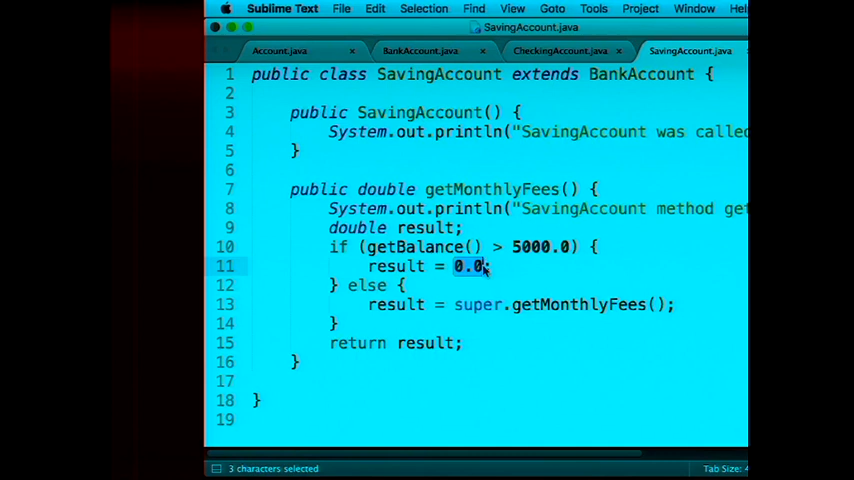 Sublime Text File Edit Selection Find View Goto Tools Project Window
SavingAccount.java
Account.java BankAccount.java CheckingAccount.java SavingAccount.java
1 public class SavingAccount extends BankAccount {
2
3 public SavingAccount() {
4 System.out.println("SavingAccount was called
5 }
6
7 public double getMonthlyFees() {
8 System.out.println("SavingAccount method get
9 double result;
10 if (getBalance() > 5000.0) {
11 result = 0.0;
12 } else {
13 result = super.getMonthlyFees();
14 }
15 return result;
16 }
17
18 }
19
3 characters selected Tab Size: